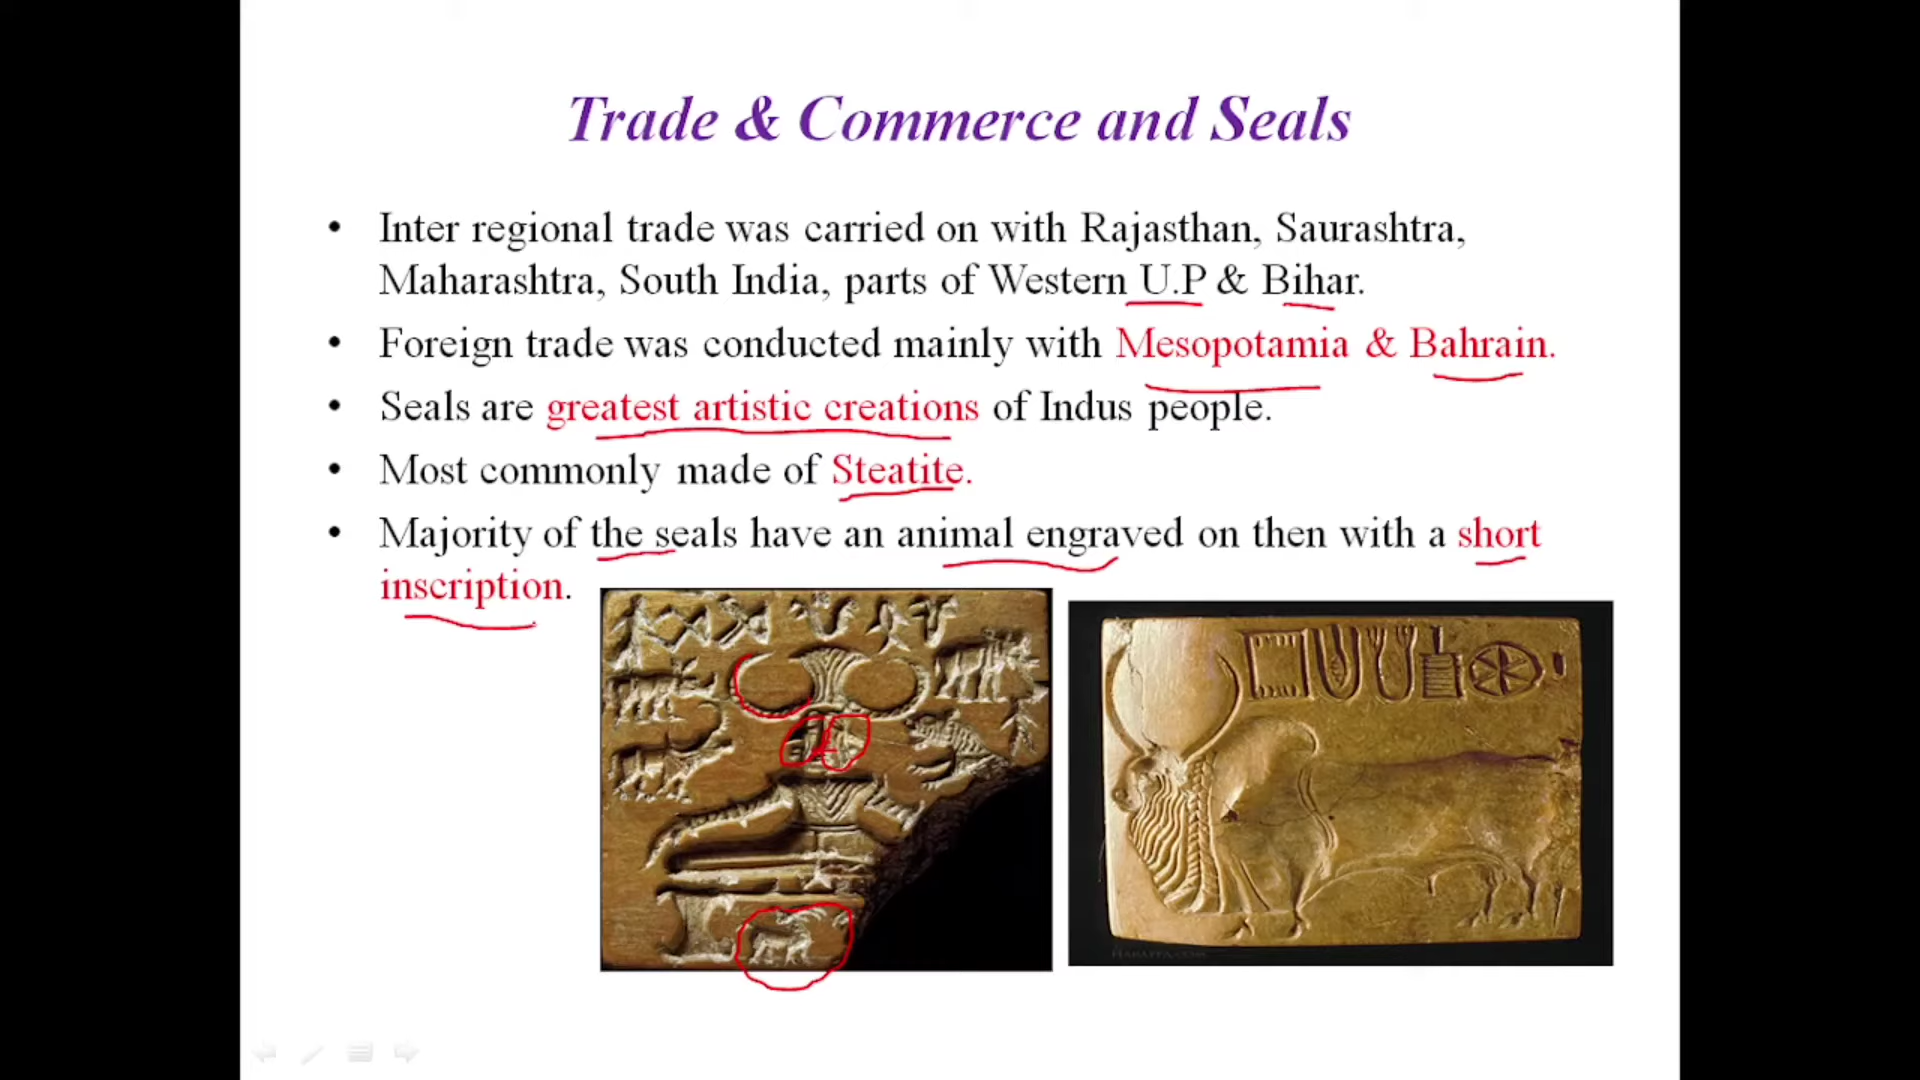 Trade & Commerce and Seals
• Inter regional trade was carried on with Rajasthan, Saurashtra,
Maharashtra, South India, parts of Western U.P & Bihar.
• Foreign trade was conducted mainly with Mesopotamia & Bahrain.
• Seals are greatest artistic creations of Indus people.
• Most commonly made of Steatite.
• Majority of the seals have an animal engraved on then with a short
inscription.
HARAPPA.COM